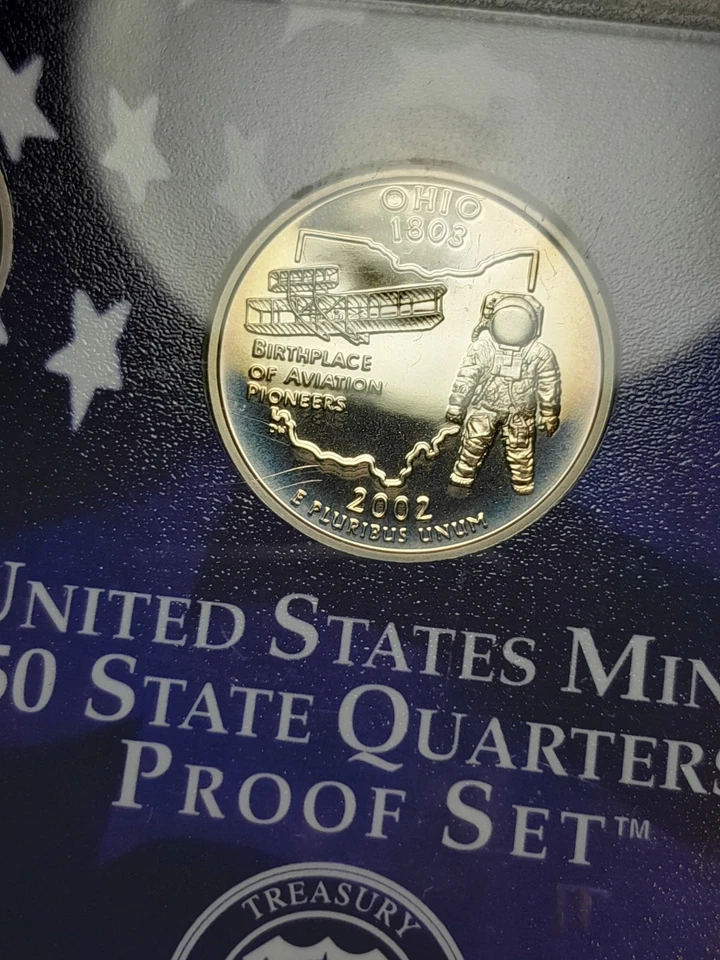 OHIO
1803
BIRTHPLACE
OF AVIATION
PIONEERS
2002
E PLURIBUS UNUM
UNITED STATES MIN
50 STATE QUARTERS
PROOF SET™
TREASURY